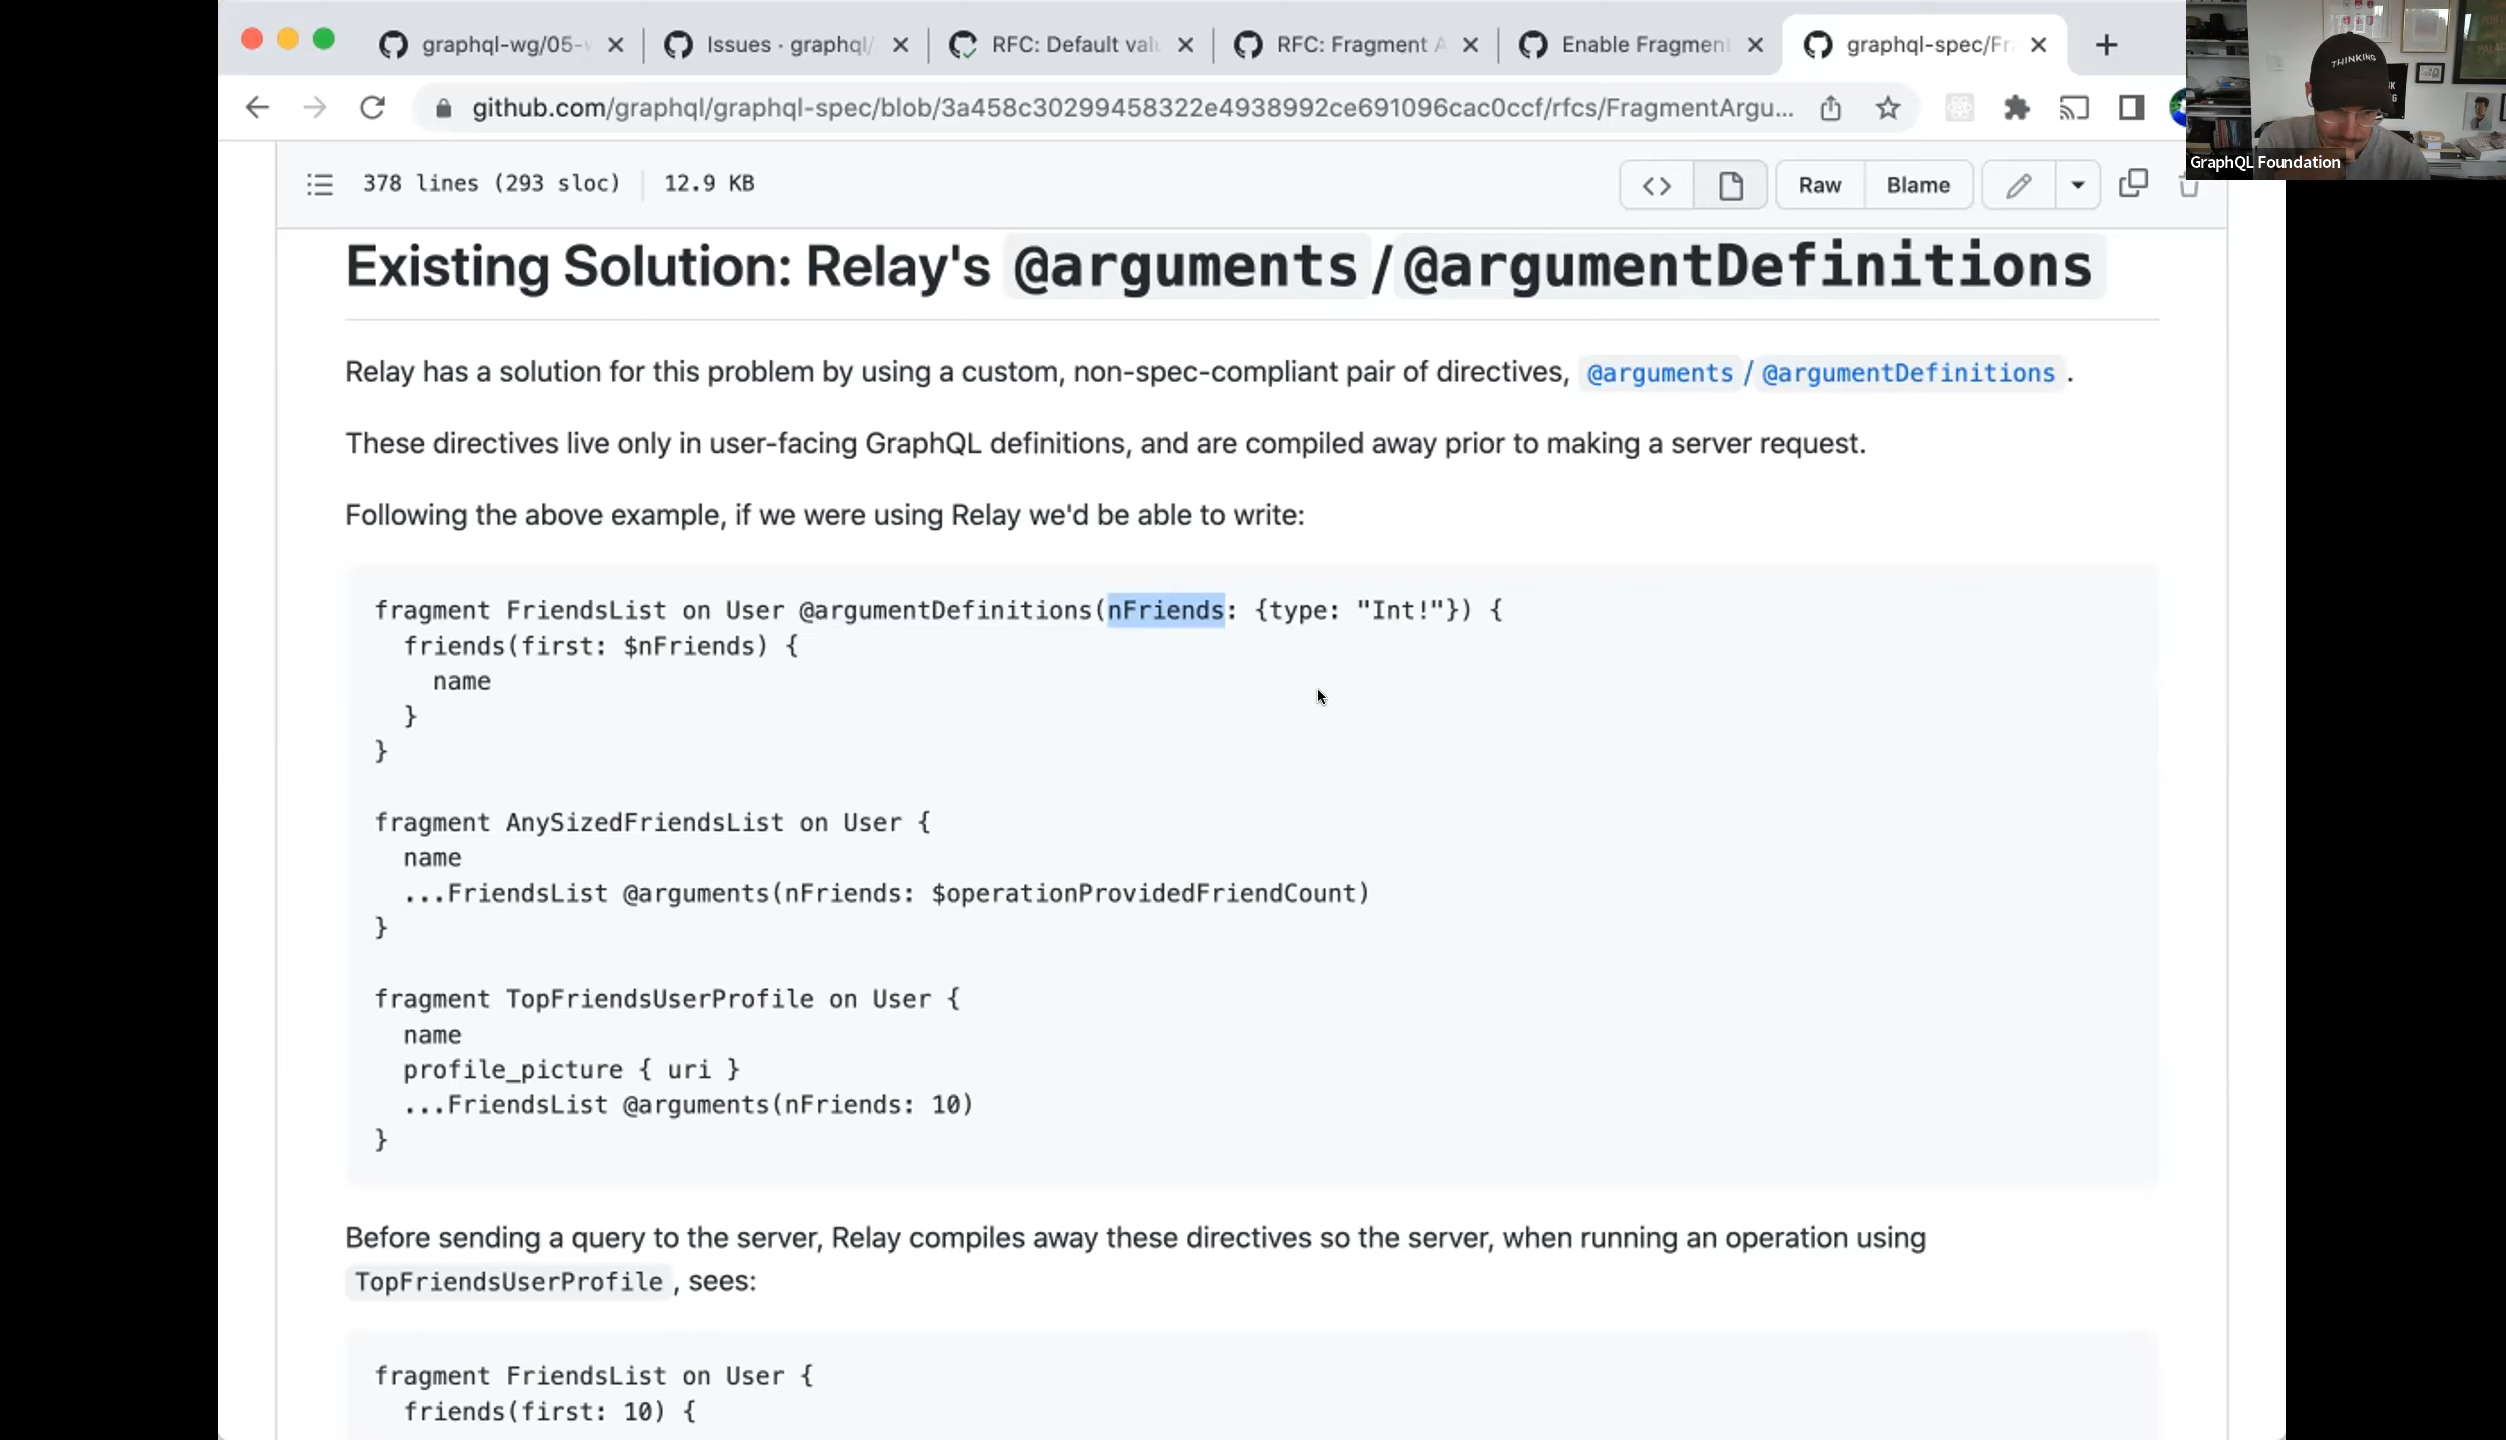 graphql-wg/05-
Issues · graphql/
RFC: Default val
RFC: Fragment A
Enable Fragmen
graphql-spec/Fr
github.com/graphql/graphql-spec/blob/3a458c30299458322e4938992ce691096cac0ccf/rfcs/FragmentArgu...
THINKING
GraphQL Foundation
378 lines (293 sloc) 12.9 KB
<> Raw Blame
Existing Solution: Relay's @arguments/@argumentDefinitions
Relay has a solution for this problem by using a custom, non-spec-compliant pair of directives, @arguments/@argumentDefinitions.
These directives live only in user-facing GraphQL definitions, and are compiled away prior to making a server request.
Following the above example, if we were using Relay we'd be able to write:
fragment FriendsList on User @argumentDefinitions(nFriends: {type: "Int!"}) {
friends(first: $nFriends) {
name
}
}
fragment AnySizedFriendsList on User {
name
...FriendsList @arguments(nFriends: $operationProvidedFriendCount)
}
fragment TopFriendsUserProfile on User {
name
profile_picture { uri }
...FriendsList @arguments(nFriends: 10)
}
Before sending a query to the server, Relay compiles away these directives so the server, when running an operation using
TopFriendsUserProfile, sees:
fragment FriendsList on User {
friends(first: 10) {